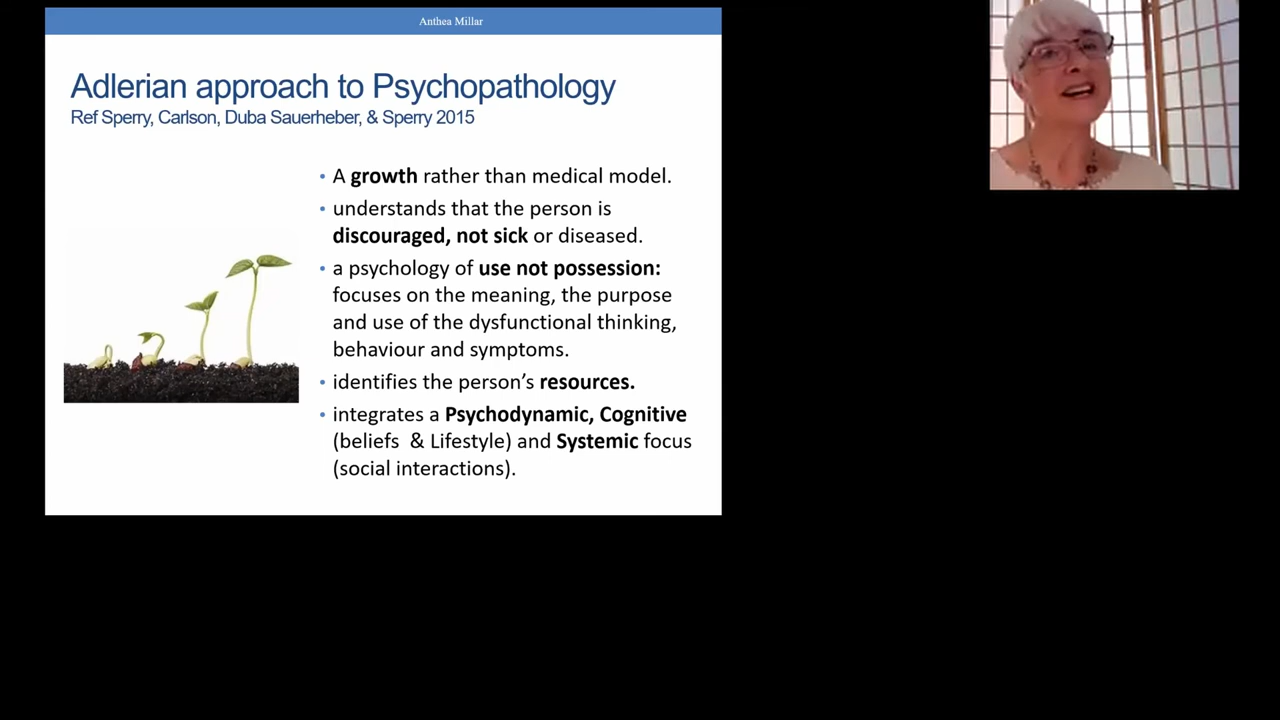 Anthea Millar
Adlerian approach to Psychopathology
Ref Sperry, Carlson, Duba Sauerheber, & Sperry 2015
• A growth rather than medical model.
• understands that the person is
discouraged, not sick or diseased.
• a psychology of use not possession:
focuses on the meaning, the purpose
and use of the dysfunctional thinking,
behaviour and symptoms.
• identifies the person's resources.
• integrates a Psychodynamic, Cognitive
(beliefs & Lifestyle) and Systemic focus
(social interactions).